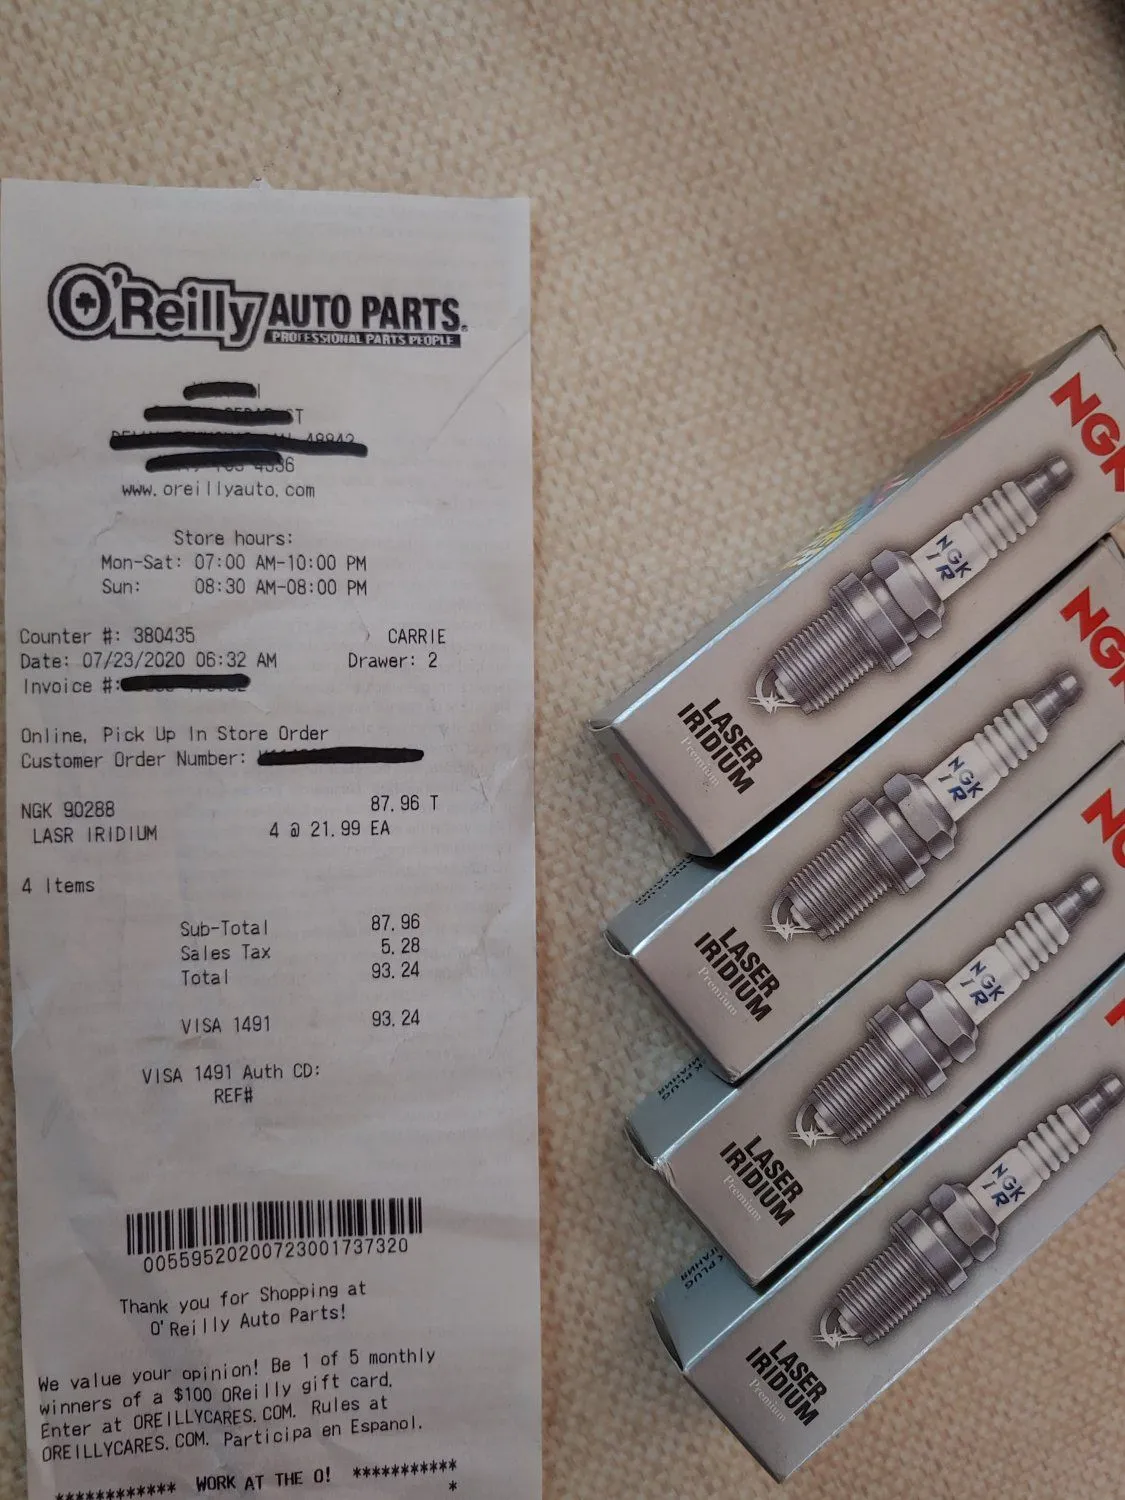 O'Reilly AUTO PARTS.
PROFESSIONAL PARTS PEOPLE
www.oreillyauto.com
Store hours:
Mon-Sat: 07:00 AM-10:00 PM
Sun: 08:30 AM-08:00 PM
Counter #: 380435 CARRIE
Date: 07/23/2020 06:32 AM Drawer: 2
Invoice #:
Online, Pick Up In Store Order
Customer Order Number:
NGK 90288 87.96 T
LASR IRIDIUM 4 @ 21.99 EA
4 Items
Sub-Total 87.96
Sales Tax 5.28
Total 93.24
VISA 1491 93.24
VISA 1491 Auth CD:
REF#
00559520200723001737320
Thank you for Shopping at
O'Reilly Auto Parts!
We value your opinion! Be 1 of 5 monthly
winners of a $100 OReilly gift card.
Enter at OREILLYCARES.COM. Rules at
OREILLYCARES.COM. Participa en Espanol.
************ WORK AT THE O! ***********
*
NGK
NGK
IR
LASER
IRIDIUM
Premium
NGK
NGK
IR
LASER
IRIDIUM
Premium
NGK
IR
LASER
IRIDIUM
Premium
NGK
IR
LASER
IRIDIUM
Premium